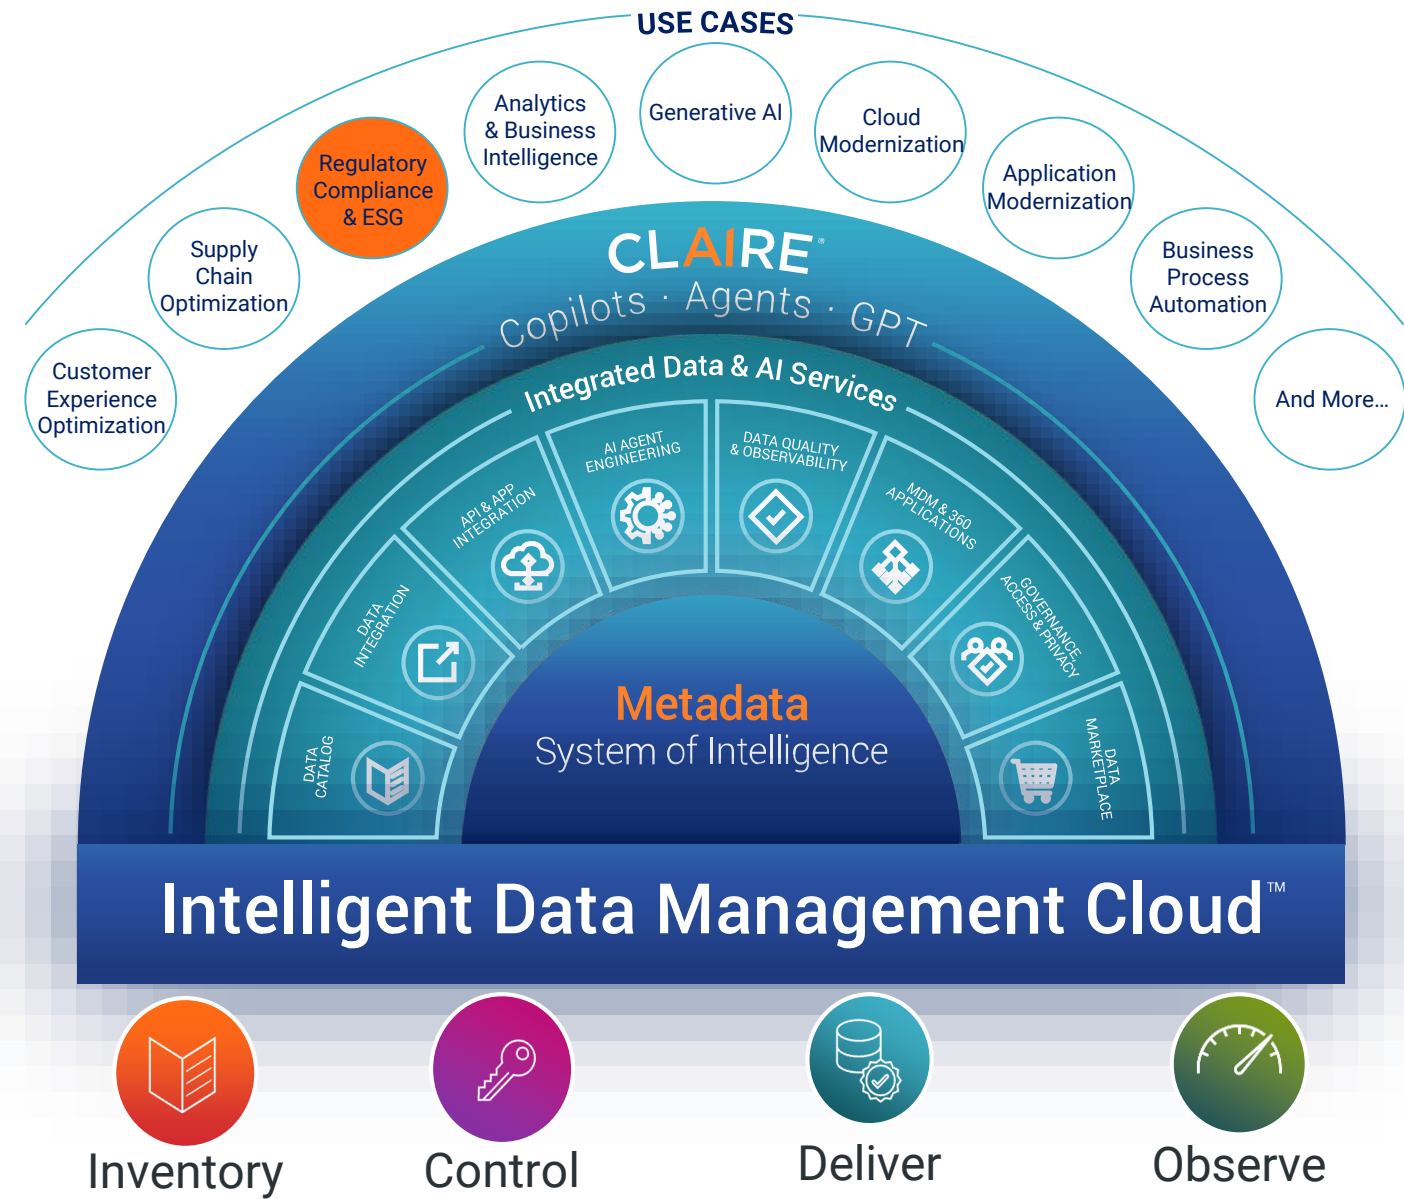 USE CASES
Customer
Experience
Optimization
Supply
Chain
Optimization
Regulatory
Compliance
& ESG
Analytics
& Business
Intelligence
Generative AI
Cloud
Modernization
Application
Modernization
Business
Process
Automation
And More...
CLAIRE®
Copilots · Agents · GPT
Integrated Data & AI Services
DATA
CATALOG
DATA
INTEGRATION
API & APP
INTEGRATION
AI AGENT
ENGINEERING
DATA QUALITY
& OBSERVABILITY
MDM & 360
APPLICATIONS
GOVERNANCE,
ACCESS & PRIVACY
DATA
MARKETPLACE
Metadata
System of Intelligence
Intelligent Data Management Cloud™
Inventory
Control
Deliver
Observe